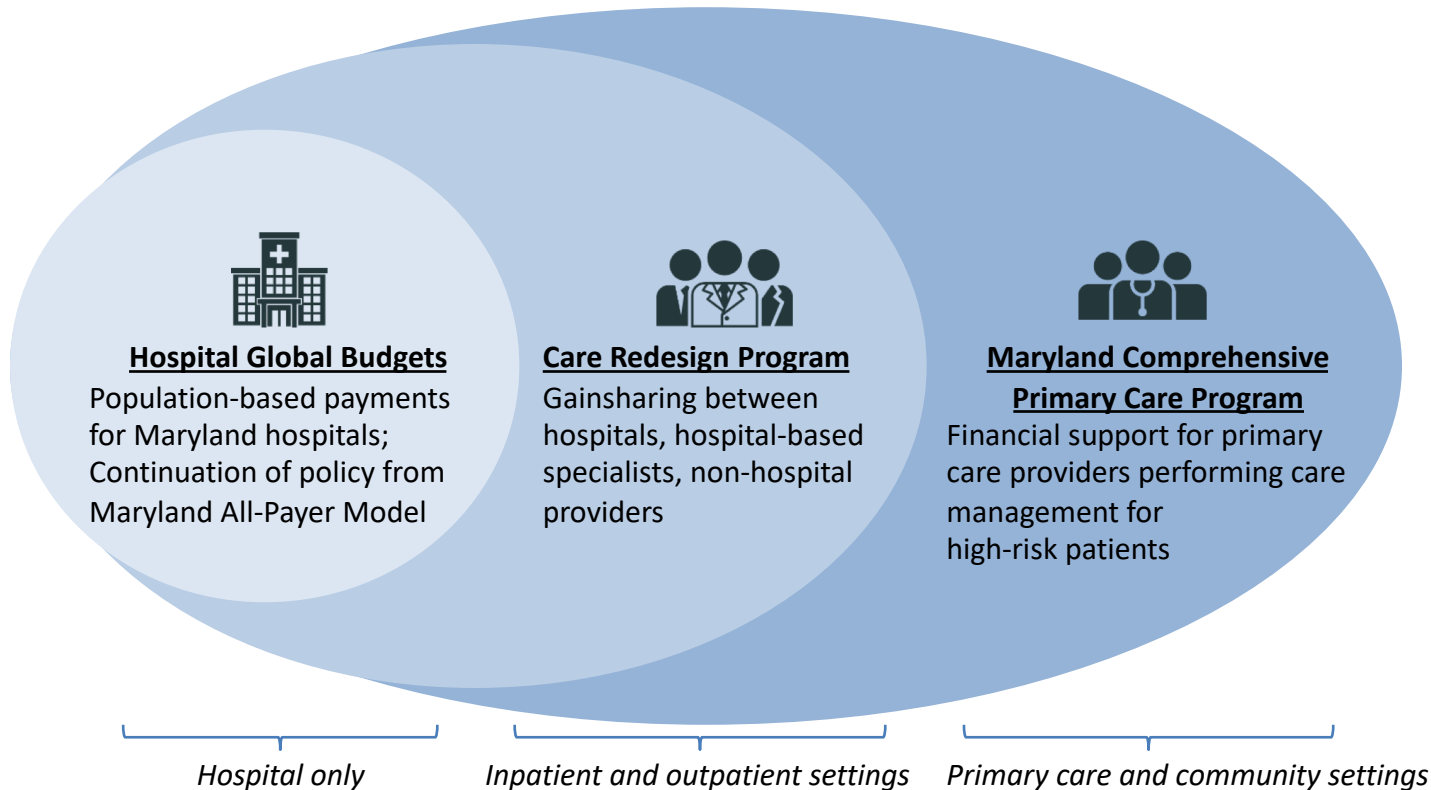 Hospital Global Budgets
Population-based payments
for Maryland hospitals;
Continuation of policy from
Maryland All-Payer Model
Care Redesign Program
Gainsharing between
hospitals, hospital-based
specialists, non-hospital
providers
Maryland Comprehensive
Primary Care Program
Financial support for primary
care providers performing care
management for
high-risk patients
Hospital only
Inpatient and outpatient settings
Primary care and community settings